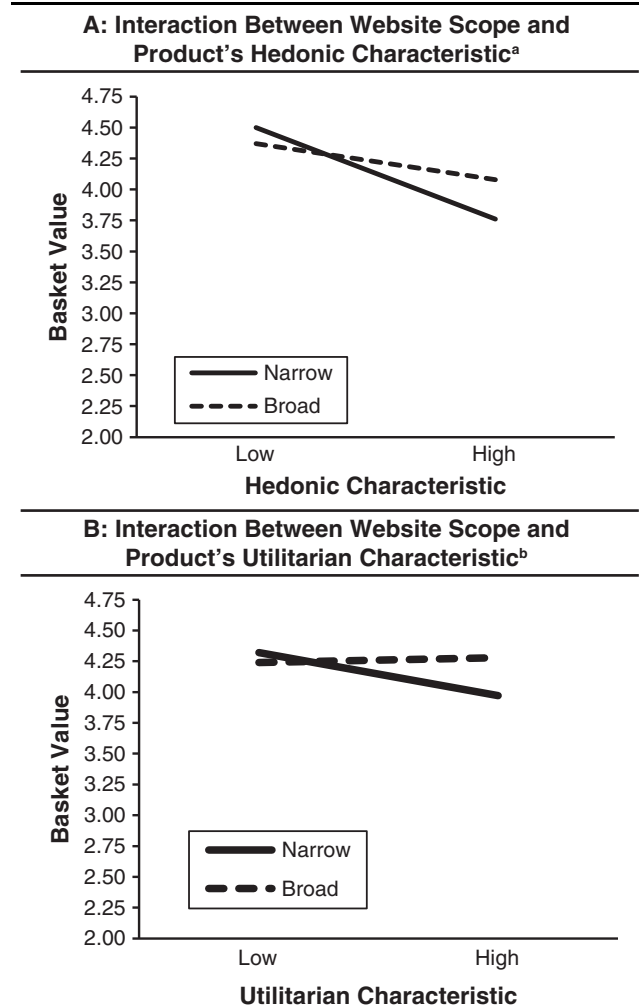 A: Interaction Between Website Scope and
Product's Hedonic Characteristicᵃ
4.75
4.50
4.25
4.00
3.75
3.50
3.25
3.00
2.75
2.50
2.25
2.00
Basket Value
Narrow
Broad
Low High
Hedonic Characteristic
B: Interaction Between Website Scope and
Product's Utilitarian Characteristicᵇ
4.75
4.50
4.25
4.00
3.75
3.50
3.25
3.00
2.75
2.50
2.25
2.00
Basket Value
Narrow
Broad
Low High
Utilitarian Characteristic